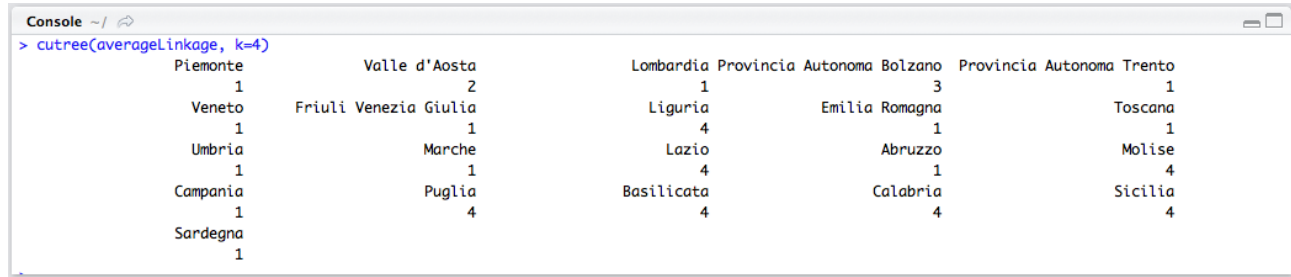 Console ~/
> cutree(averageLinkage, k=4)
Piemonte Valle d'Aosta Lombardia Provincia Autonoma Bolzano Provincia Autonoma Trento
1 2 1 3 1
Veneto Friuli Venezia Giulia Liguria Emilia Romagna Toscana
1 1 4 1 1
Umbria Marche Lazio Abruzzo Molise
1 1 4 1 4
Campania Puglia Basilicata Calabria Sicilia
1 4 4 4 4
Sardegna
1